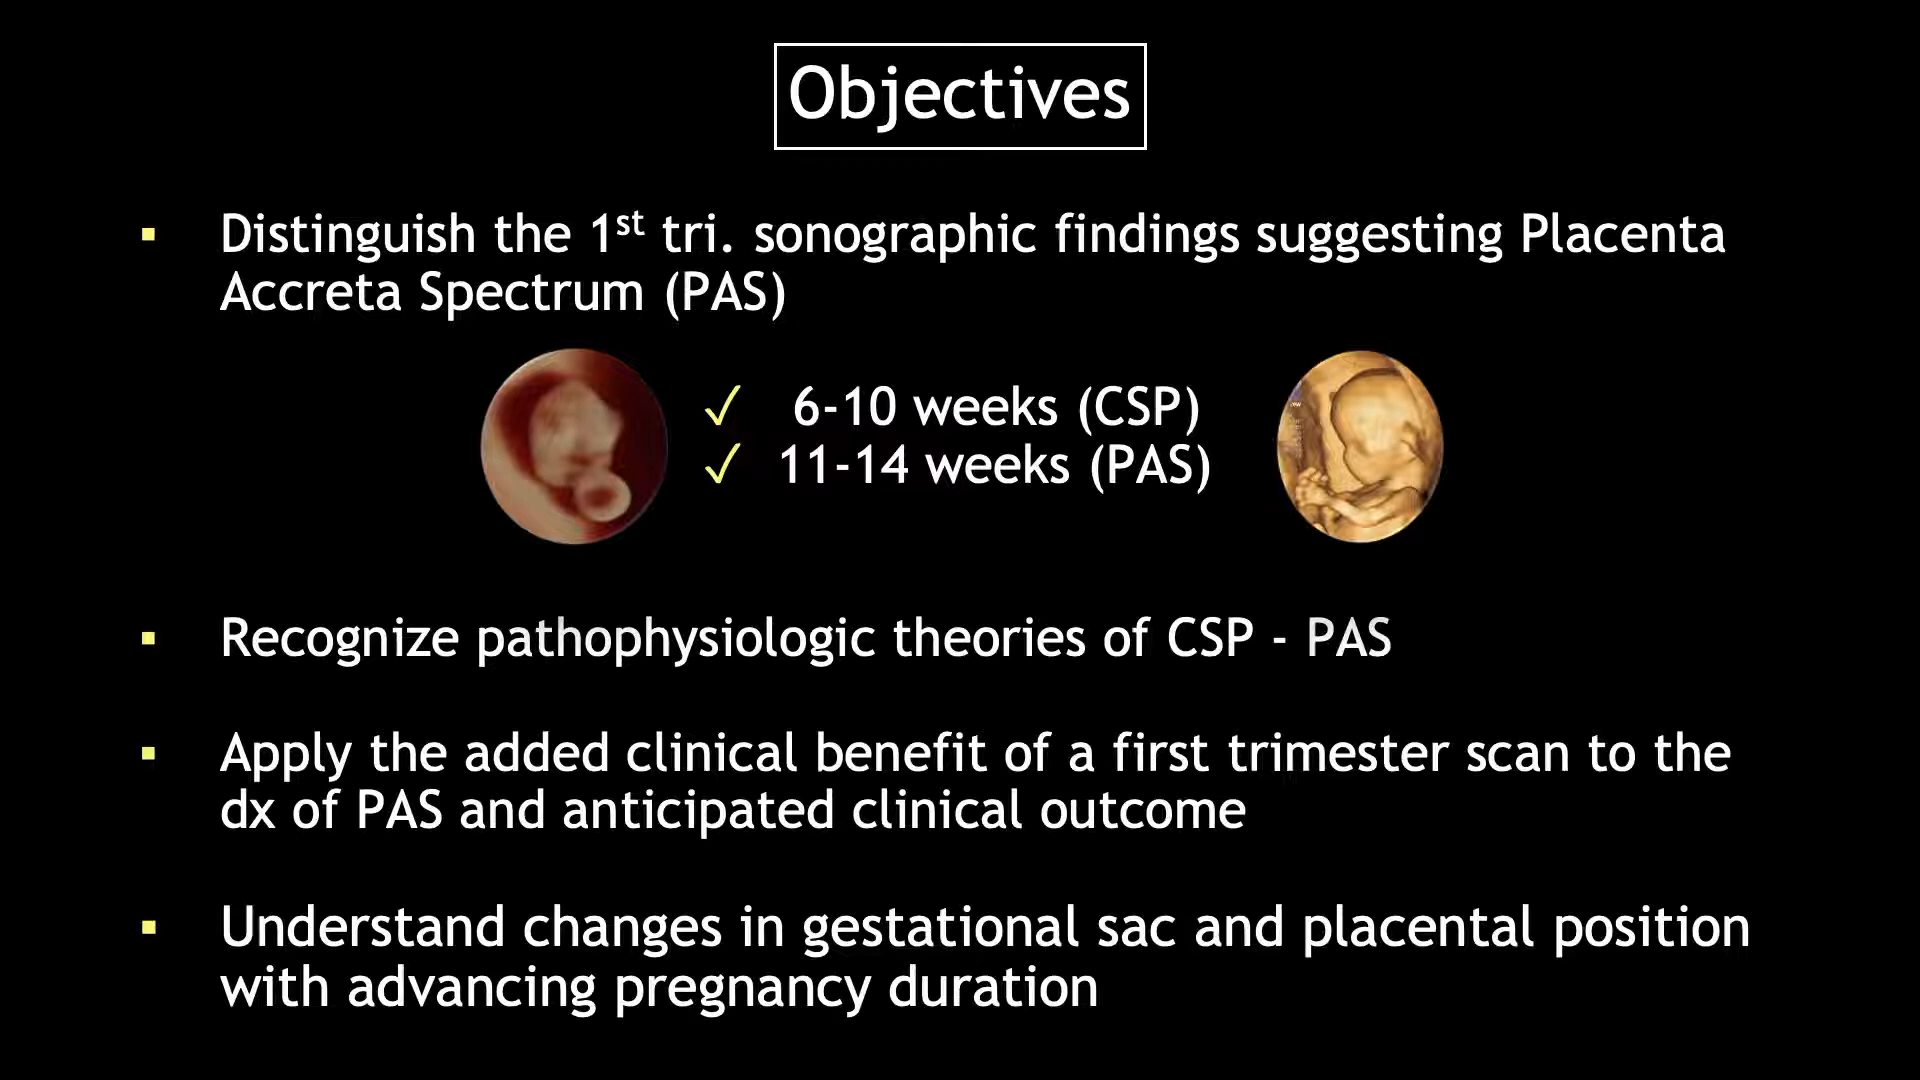 Objectives
▪ Distinguish the 1st tri. sonographic findings suggesting Placenta
Accreta Spectrum (PAS)
✓ 6-10 weeks (CSP)
✓ 11-14 weeks (PAS)
▪ Recognize pathophysiologic theories of CSP - PAS
▪ Apply the added clinical benefit of a first trimester scan to the
dx of PAS and anticipated clinical outcome
▪ Understand changes in gestational sac and placental position
with advancing pregnancy duration